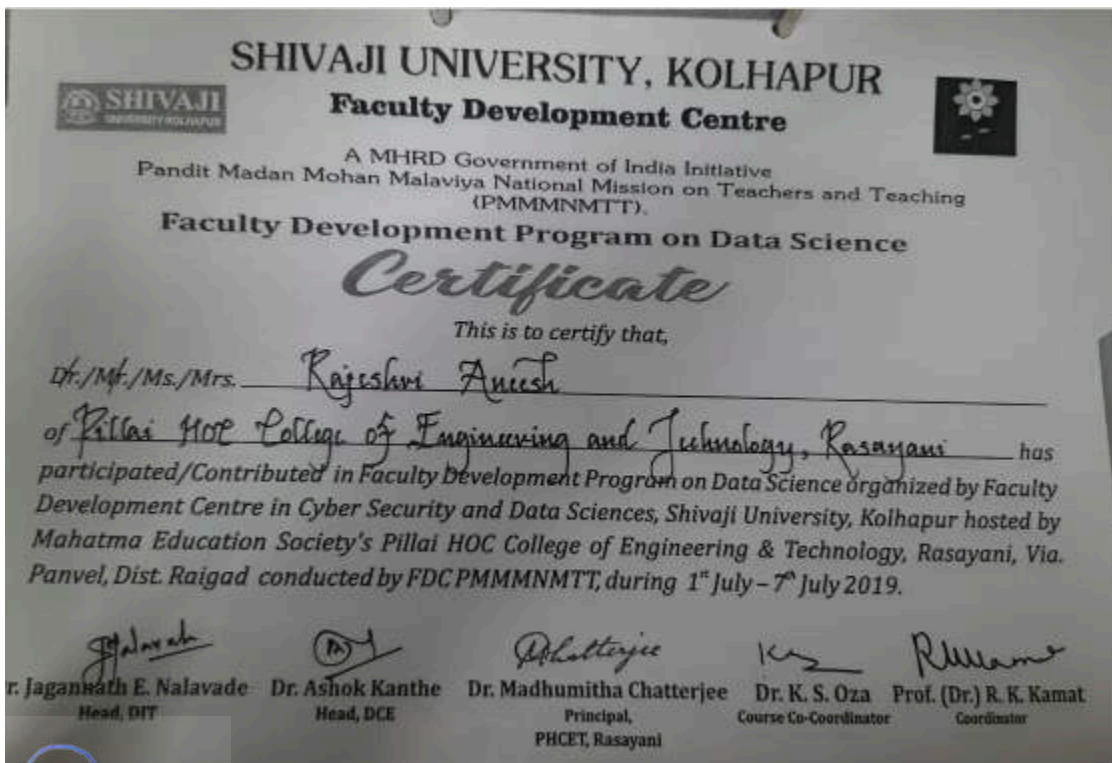 SHIVAJI UNIVERSITY, KOLHAPUR
SHIVAJI
UNIVERSITY KOLHAPUR
Faculty Development Centre
A MHRD Government of India Initiative
Pandit Madan Mohan Malaviya National Mission on Teachers and Teaching
(PMMMNMTT).
Faculty Development Program on Data Science
Certificate
This is to certify that,
Dr./Mr./Ms./Mrs. Rajeshri Aneesh
of Pillai HOC College of Engineering and Technology, Rasayani has
participated/Contributed in Faculty Development Program on Data Science organized by Faculty
Development Centre in Cyber Security and Data Sciences, Shivaji University, Kolhapur hosted by
Mahatma Education Society's Pillai HOC College of Engineering & Technology, Rasayani, Via.
Panvel, Dist. Raigad conducted by FDC PMMMNMTT, during 1st July – 7th July 2019.
r. Jagannath E. Nalavade Dr. Ashok Kanthe Dr. Madhumitha Chatterjee Dr. K. S. Oza Prof. (Dr.) R. K. Kamat
Head, DIT Head, DCE Principal, Course Co-Coordinator Coordinator
PHCET, Rasayani